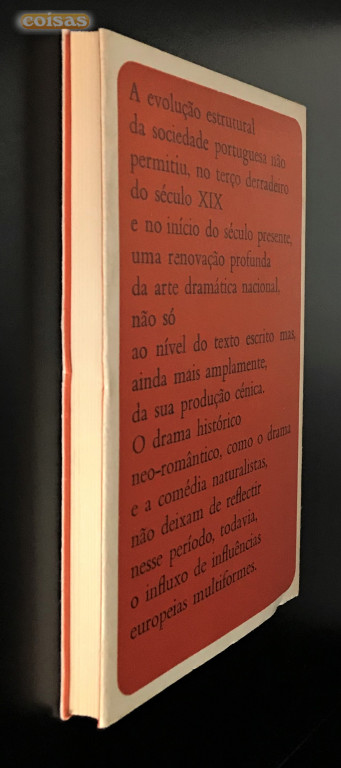 coisas
A evolução estrutural
da sociedade portuguesa não
permitiu, no terço derradeiro
do século XIX
e no início do século presente,
uma renovação profunda
da arte dramática nacional,
não só
ao nível do texto escrito mas,
ainda mais amplamente,
da sua produção cénica.
O drama histórico
neo-romântico, como o drama
e a comédia naturalistas,
não deixam de reflectir
nesse período, todavia,
o influxo de influências
europeias multiformes.